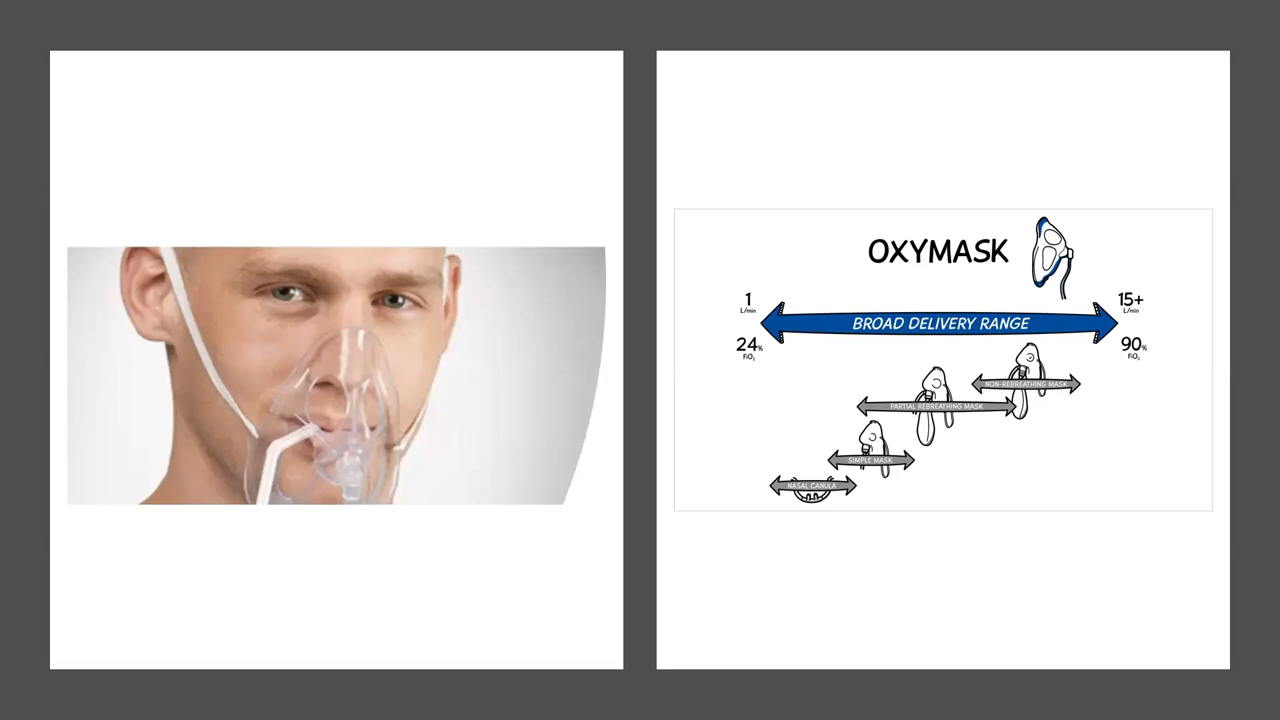 OXYMASK
1
L/min
15+
L/min
BROAD DELIVERY RANGE
24%
FiO2
90%
FiO2
NON-REBREATHING MASK
PARTIAL REBREATHING MASK
SIMPLE MASK
NASAL CANULA